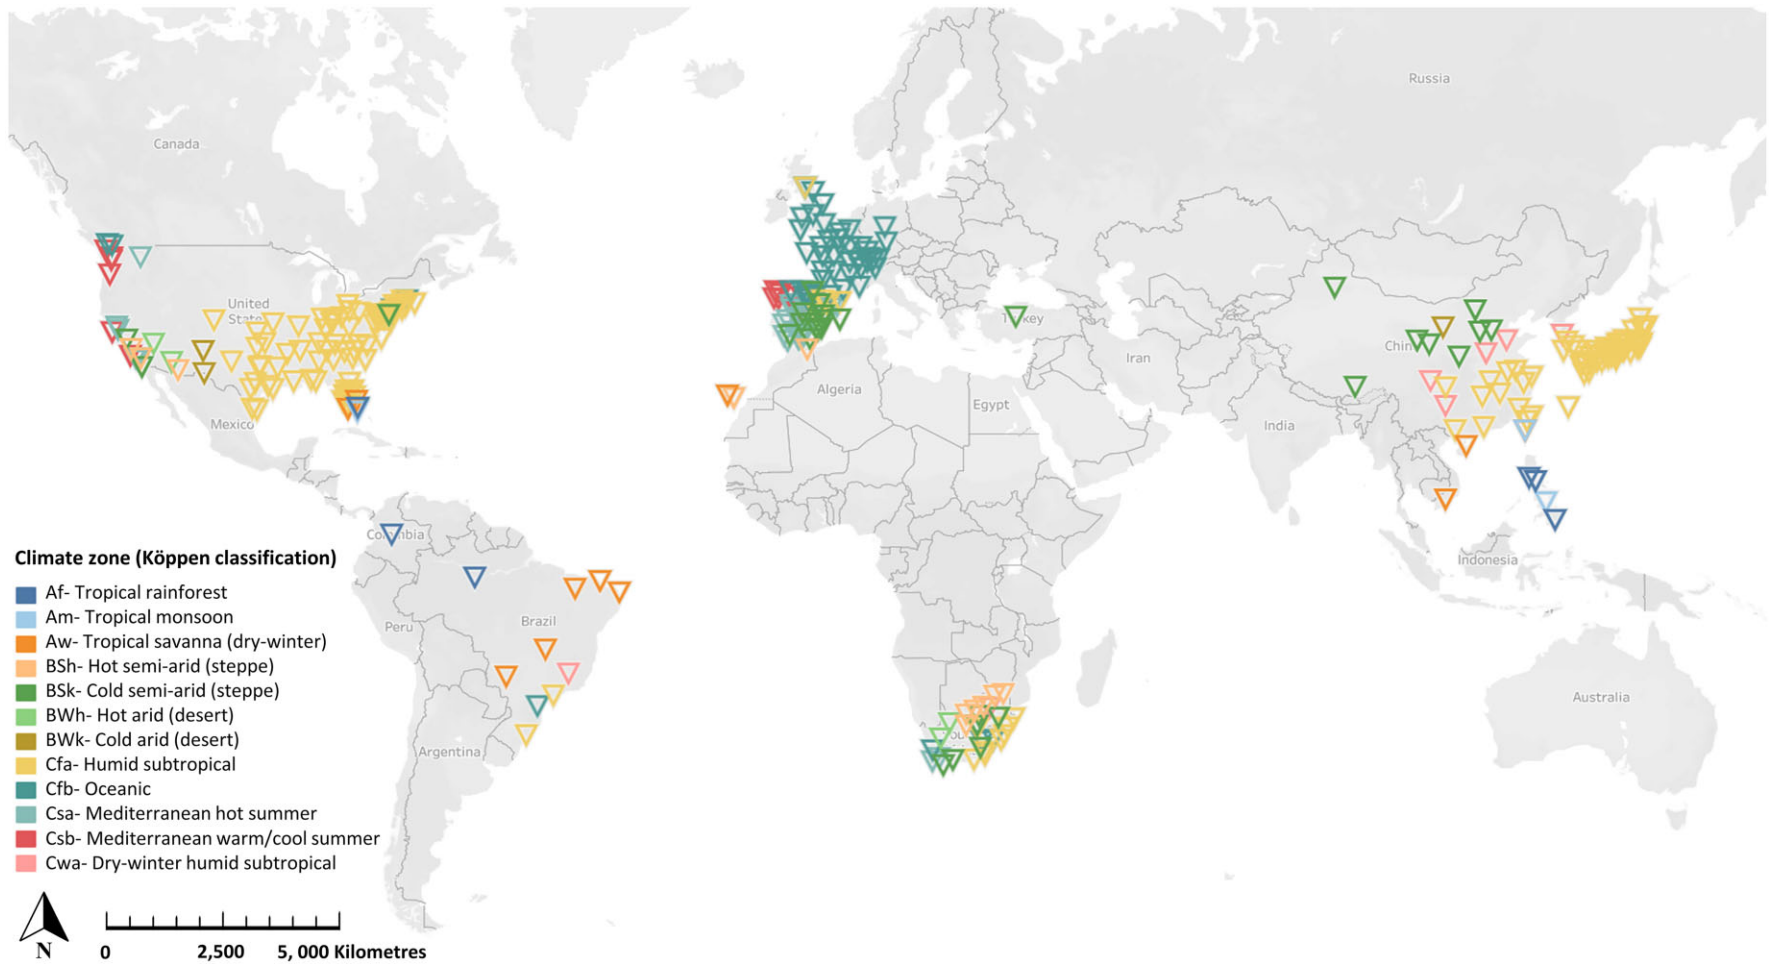 Russia
Canada
United
State
Mexico
Turkey
Iran
Chin
Algeria
Egypt
India
Colombia
Indonesia
Brazil
Peru
Australia
Argentina
Climate zone (Köppen classification)
Af- Tropical rainforest
Am- Tropical monsoon
Aw- Tropical savanna (dry-winter)
BSh- Hot semi-arid (steppe)
BSk- Cold semi-arid (steppe)
BWh- Hot arid (desert)
BWk- Cold arid (desert)
Cfa- Humid subtropical
Cfb- Oceanic
Csa- Mediterranean hot summer
Csb- Mediterranean warm/cool summer
Cwa- Dry-winter humid subtropical
N
0 2,500 5, 000 Kilometres